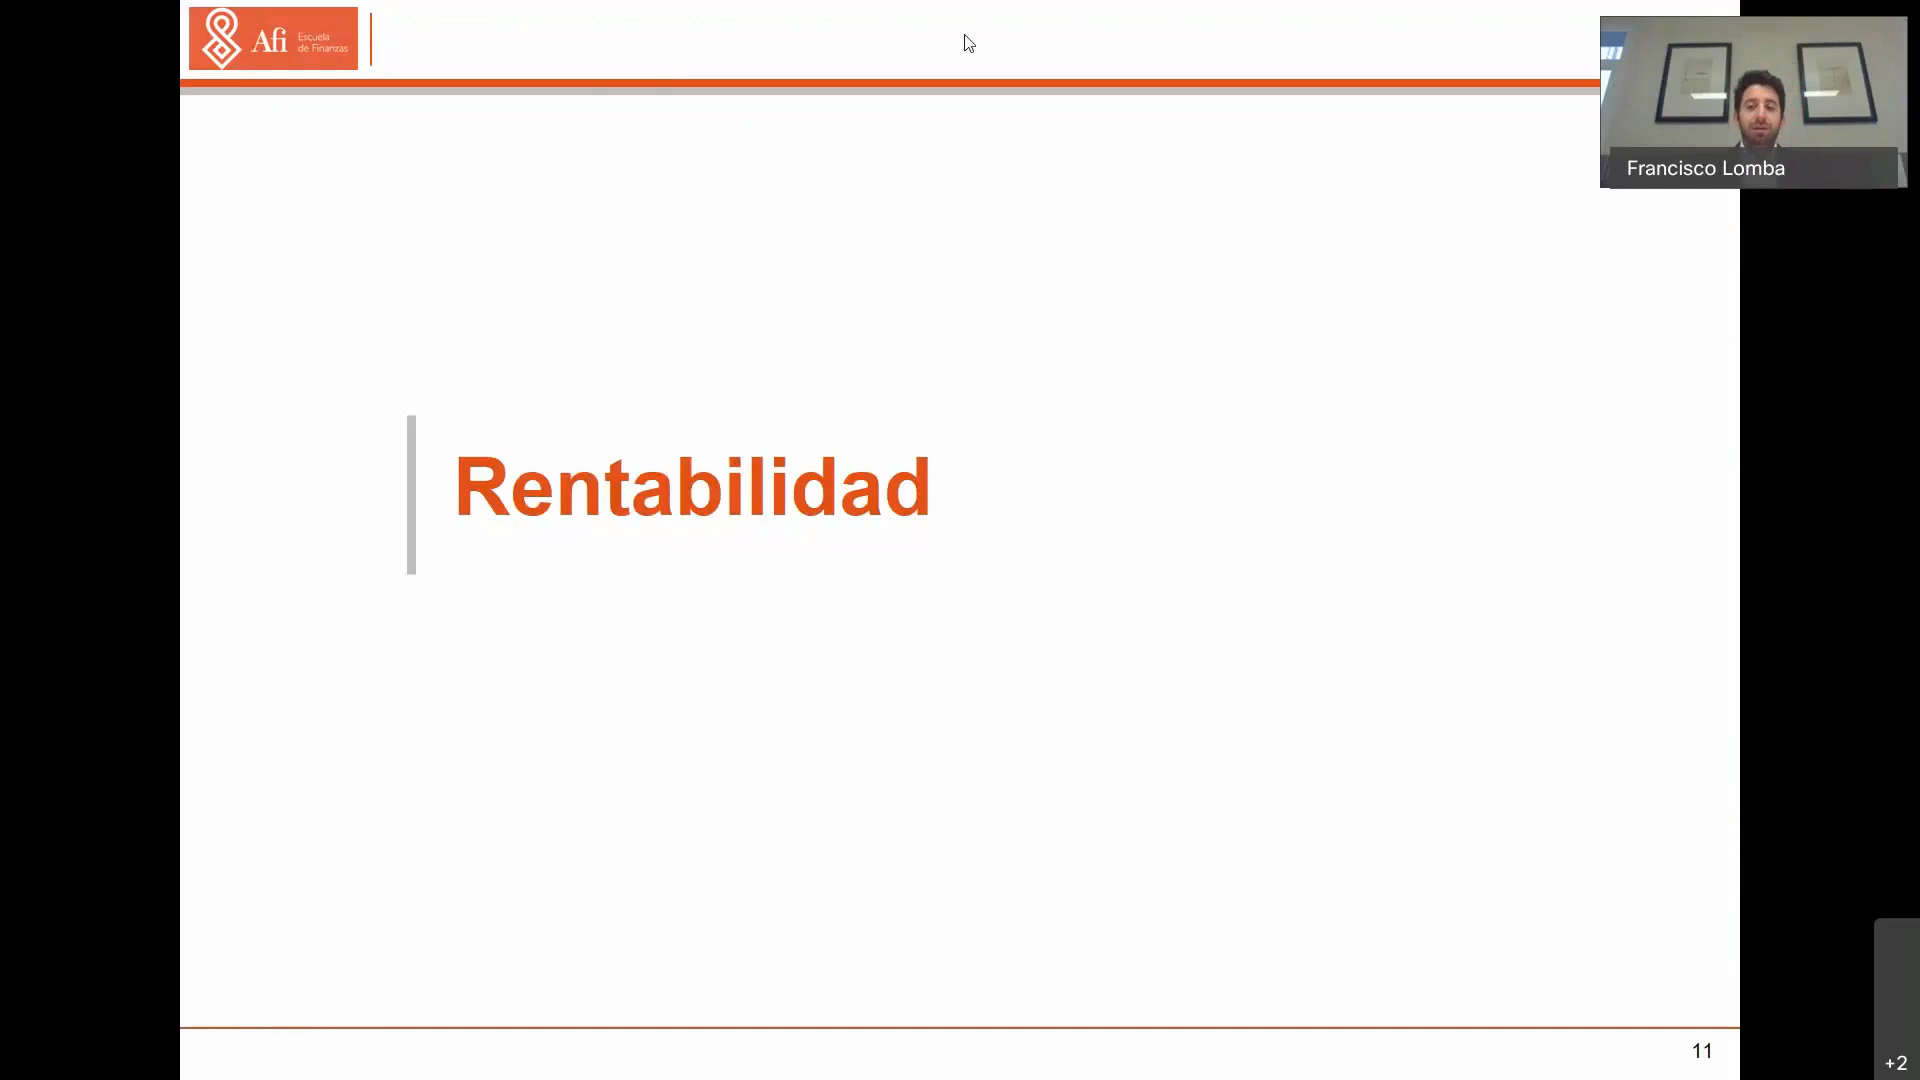 Afi
Escuela
de Finanzas
Francisco Lomba
Rentabilidad
11
+2